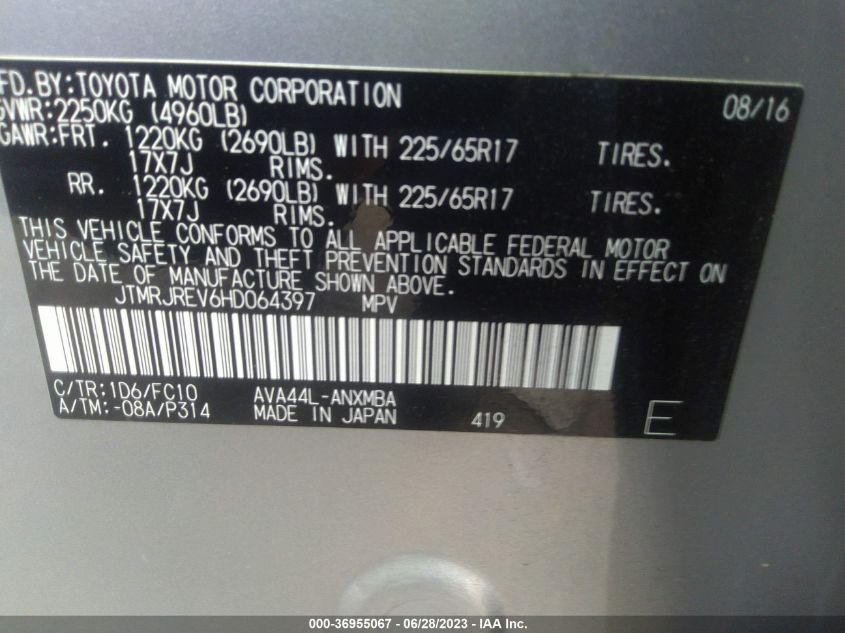 FD.BY:TOYOTA MOTOR CORPORATION 08/16
GVWR:2250KG (4960LB)
GAWR:FRT. 1220KG (2690LB) WITH 225/65R17 TIRES.
17X7J RIMS.
RR. 1220KG (2690LB) WITH 225/65R17 TIRES.
17X7J RIMS.
THIS VEHICLE CONFORMS TO ALL APPLICABLE FEDERAL MOTOR
VEHICLE SAFETY AND THEFT PREVENTION STANDARDS IN EFFECT ON
THE DATE OF MANUFACTURE SHOWN ABOVE.
JTMRJREV6HD064397 MPV
C/TR:1D6/FC10 AVA44L-ANXMBA
A/TM:-08A/P314 MADE IN JAPAN 419 E
000-36955067 - 06/28/2023 - IAA Inc.